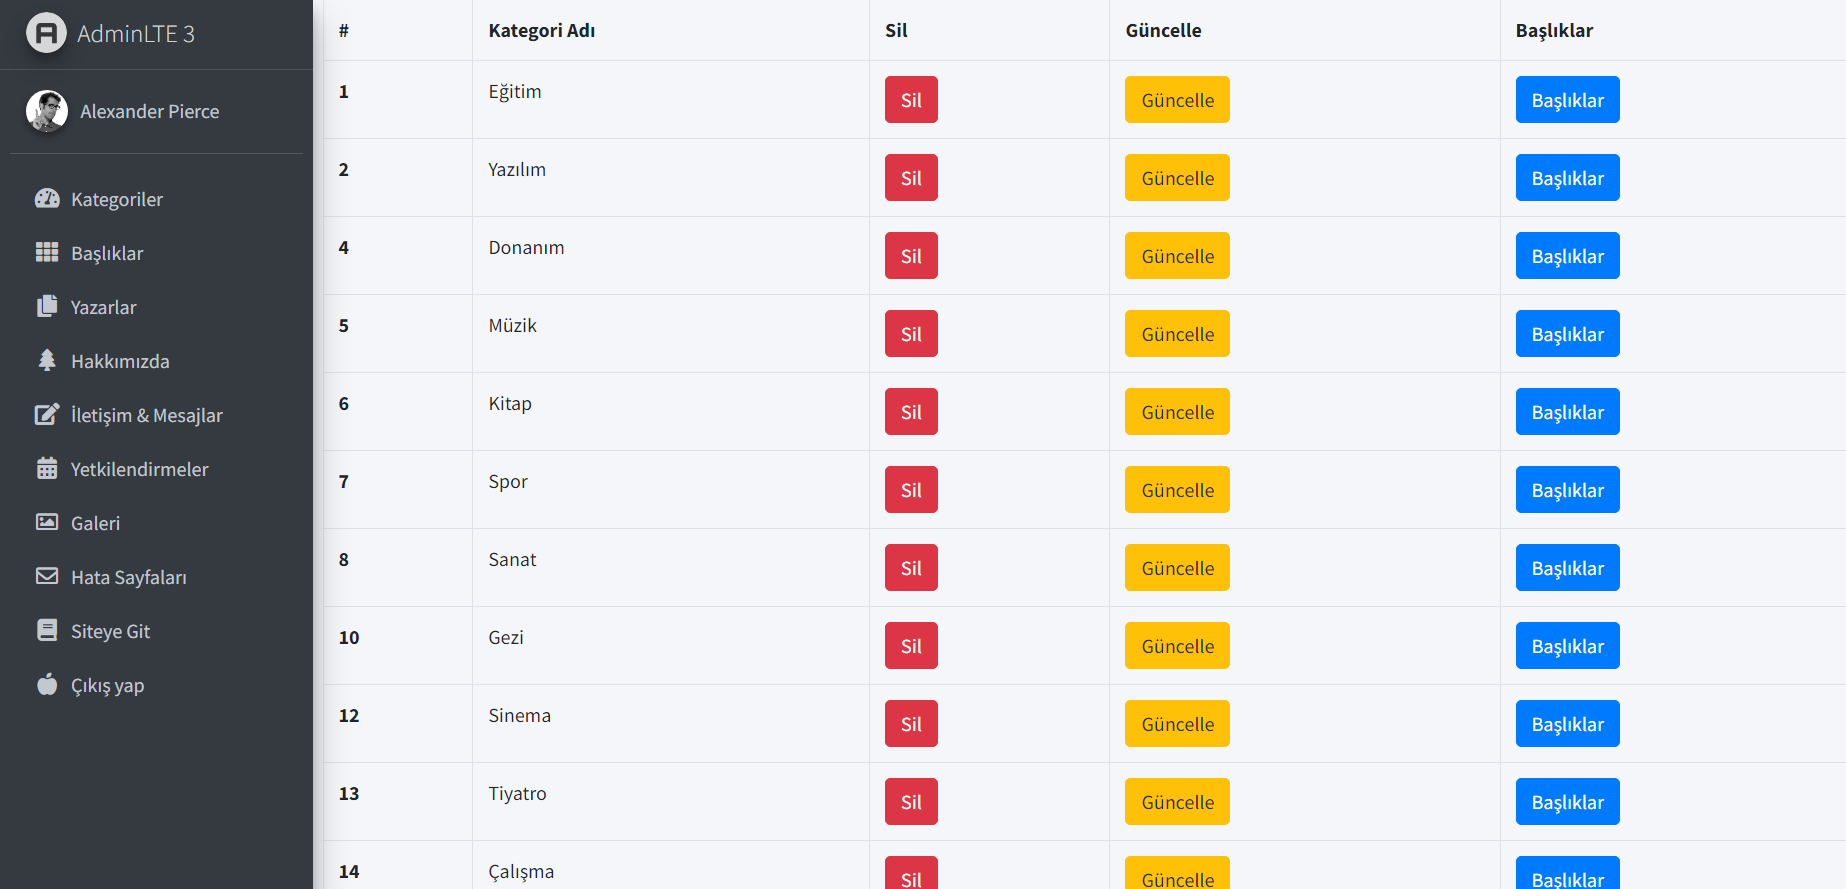 AdminLTE 3
Alexander Pierce
Kategoriler
Başlıklar
Yazarlar
Hakkımızda
İletişim & Mesajlar
Yetkilendirmeler
Galeri
Hata Sayfaları
Siteye Git
Çıkış yap
# Kategori Adı Sil Güncelle Başlıklar
1 Eğitim Sil Güncelle Başlıklar
2 Yazılım Sil Güncelle Başlıklar
4 Donanım Sil Güncelle Başlıklar
5 Müzik Sil Güncelle Başlıklar
6 Kitap Sil Güncelle Başlıklar
7 Spor Sil Güncelle Başlıklar
8 Sanat Sil Güncelle Başlıklar
10 Gezi Sil Güncelle Başlıklar
12 Sinema Sil Güncelle Başlıklar
13 Tiyatro Sil Güncelle Başlıklar
14 Çalışma Sil Güncelle Başlıklar